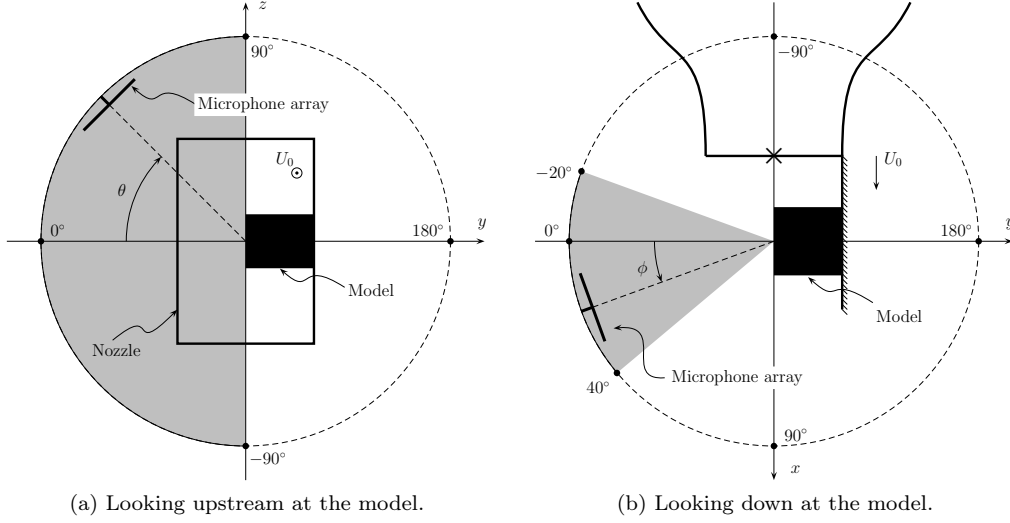 z
90°
Microphone array
U₀
θ
0°
180°
y
Model
Nozzle
−90°
(a) Looking upstream at the model.
−90°
U₀
−20°
0°
180°
y
ϕ
Model
Microphone array
40°
90°
x
(b) Looking down at the model.